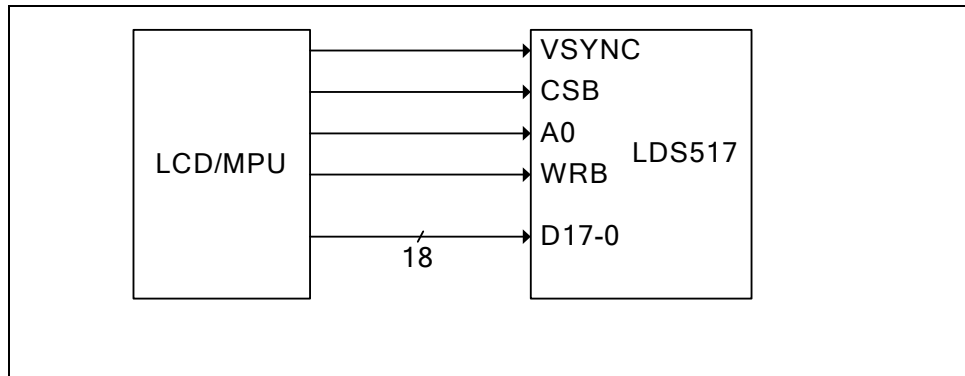 VSYNC
CSB
A0
LCD/MPU
LDS517
WRB
D17-0
18